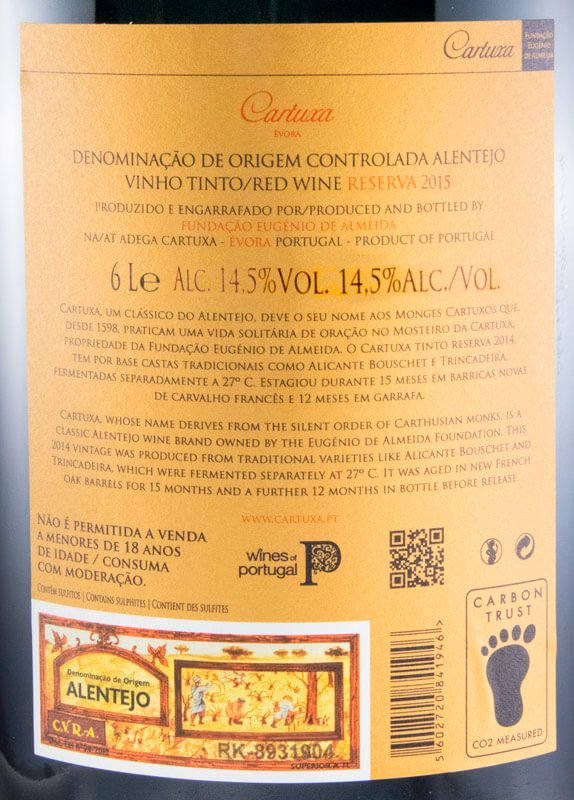 Cartuxa
FUNDAÇÃO
EUGÉNIO
DE ALMEIDA
Cartuxa
ÉVORA
DENOMINAÇÃO DE ORIGEM CONTROLADA ALENTEJO
VINHO TINTO/RED WINE RESERVA 2015
PRODUZIDO E ENGARRAFADO POR/PRODUCED AND BOTTLED BY
FUNDAÇÃO EUGÉNIO DE ALMEIDA
NA/AT ADEGA CARTUXA - ÉVORA PORTUGAL - PRODUCT OF PORTUGAL
6 L e ALC. 14,5%VOL. 14,5%ALC./VOL.
CARTUXA, UM CLÁSSICO DO ALENTEJO, DEVE O SEU NOME AOS MONGES CARTUXOS QUE,
DESDE 1598, PRATICAM UMA VIDA SOLITÁRIA DE ORAÇÃO NO MOSTEIRO DA CARTUXA,
PROPRIEDADE DA FUNDAÇÃO EUGÉNIO DE ALMEIDA. O CARTUXA TINTO RESERVA 2014,
TEM POR BASE CASTAS TRADICIONAIS COMO ALICANTE BOUSCHET E TRINCADEIRA,
FERMENTADAS SEPARADAMENTE A 27º C. ESTAGIOU DURANTE 15 MESES EM BARRICAS NOVAS
DE CARVALHO FRANCÊS E 12 MESES EM GARRAFA.
CARTUXA, WHOSE NAME DERIVES FROM THE SILENT ORDER OF CARTHUSIAN MONKS, IS A
CLASSIC ALENTEJO WINE BRAND OWNED BY THE EUGÉNIO DE ALMEIDA FOUNDATION. THIS
2014 VINTAGE WAS PRODUCED FROM TRADITIONAL VARIETIES LIKE ALICANTE BOUSCHET AND
TRINCADEIRA, WHICH WERE FERMENTED SEPARATELY AT 27º C. IT WAS AGED IN NEW FRENCH
OAK BARRELS FOR 15 MONTHS AND A FURTHER 12 MONTHS IN BOTTLE BEFORE RELEASE.
WWW.CARTUXA.PT
NÃO É PERMITIDA A VENDA
A MENORES DE 18 ANOS
DE IDADE / CONSUMA
COM MODERAÇÃO.
CONTÉM SULFITOS | CONTAINS SULPHITES | CONTIENT DES SULFITES
wines of
portugal
P
CARBON
TRUST
CO2 MEASURED
5 602720 841946 >
Denominação de Origem
ALENTEJO
C.V.R.A.
RK-8931904
SUPERIOR A 1L